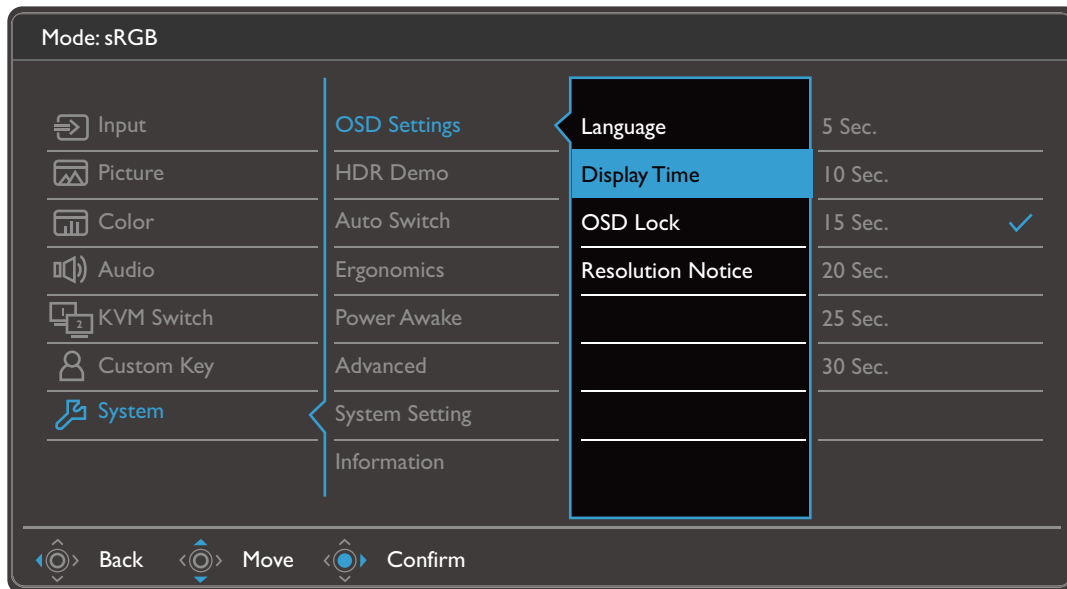 Mode: sRGB
Input
Picture
Color
Audio
1 2 KVM Switch
Custom Key
System
OSD Settings
HDR Demo
Auto Switch
Ergonomics
Power Awake
Advanced
System Setting
Information
Language
Display Time
OSD Lock
Resolution Notice
5 Sec.
10 Sec.
15 Sec.
20 Sec.
25 Sec.
30 Sec.
Back Move Confirm